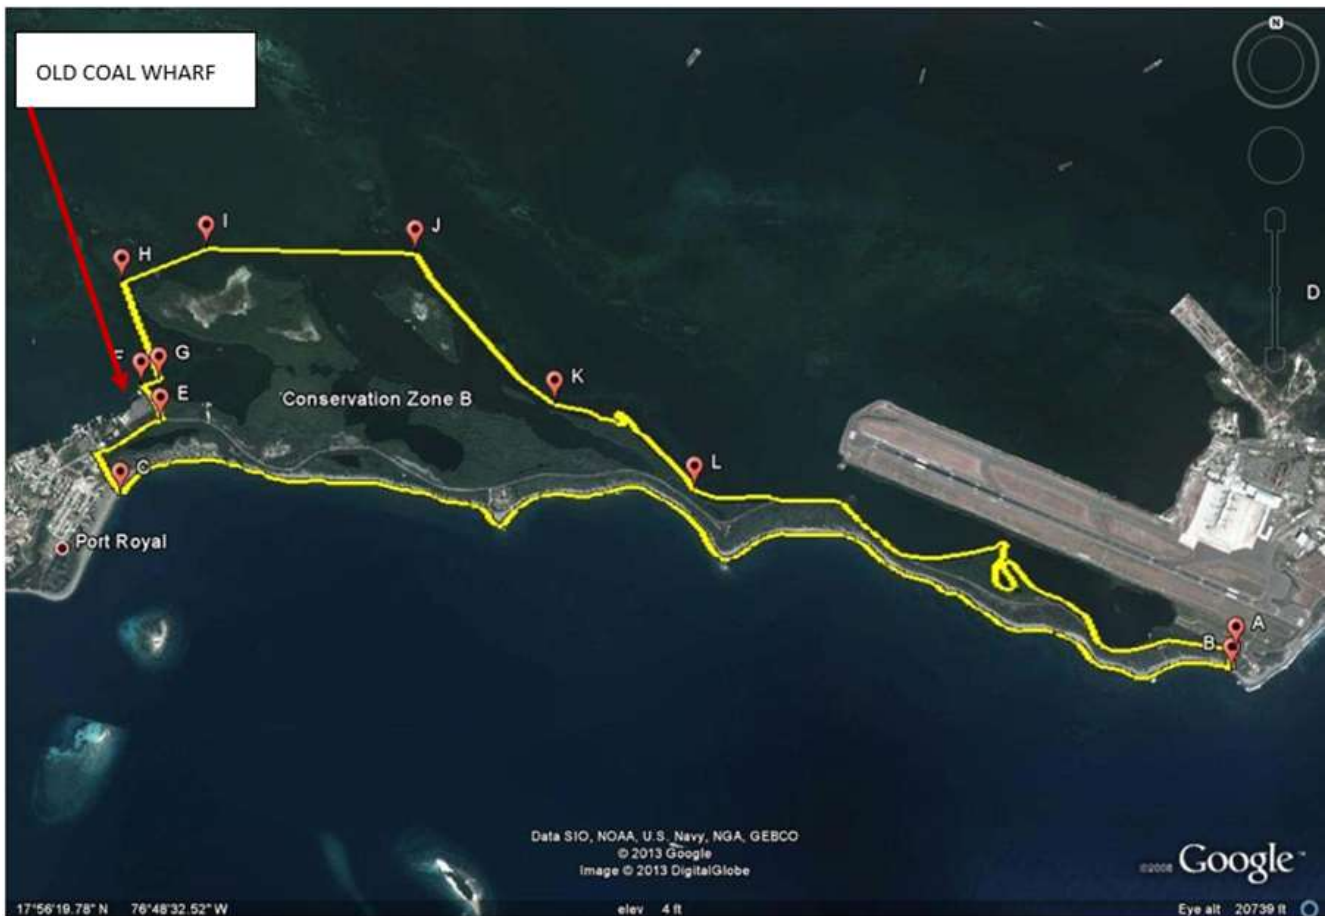 N
OLD COAL WHARF
I
J
H
D
F
G
K
E
Conservation Zone B
C
L
Port Royal
A
B
Data SIO, NOAA, U.S. Navy, NGA, GEBCO
© 2013 Google
Image © 2013 DigitalGlobe
©2008 Google
17°56'19.78" N 76°48'32.52" W elev 4 ft Eye alt 20739 ft